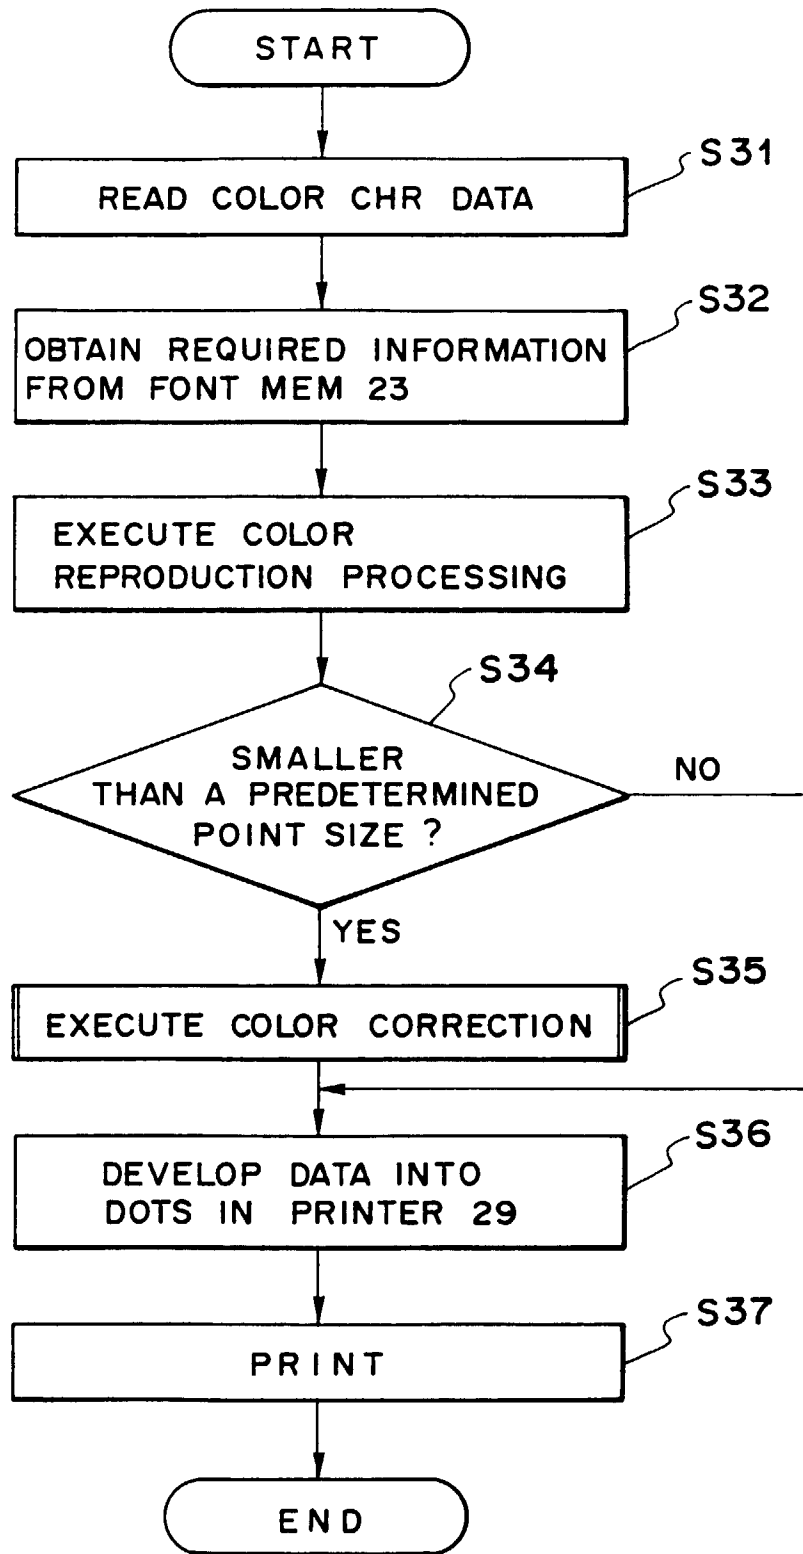 START
S31
READ COLOR CHR DATA
S32
OBTAIN REQUIRED INFORMATION
FROM FONT MEM 23
S33
EXECUTE COLOR
REPRODUCTION PROCESSING
S34
SMALLER
THAN A PREDETERMINED
POINT SIZE ?
NO
YES
S35
EXECUTE COLOR CORRECTION
S36
DEVELOP DATA INTO
DOTS IN PRINTER 29
S37
PRINT
END